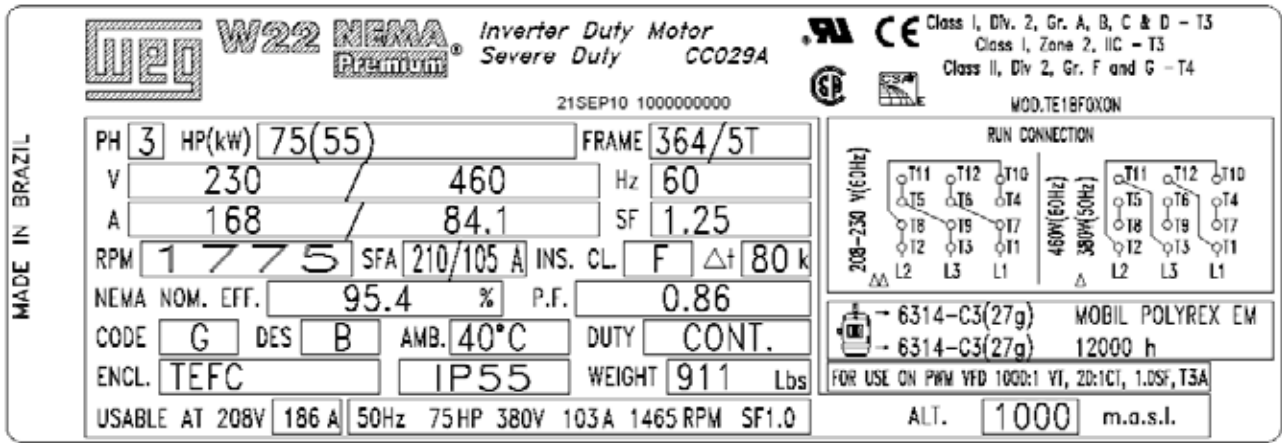 WEG W22 NEMA Premium® Inverter Duty Motor
Severe Duty CC029A
21SEP10 1000000000
Class I, Div. 2, Gr. A, B, C & D - T3
Class I, Zone 2, IIC - T3
Class II, Div 2, Gr. F and G - T4
MOD.TE1BF0X0N
MADE IN BRAZIL
PH 3 HP(kW) 75(55) FRAME 364/5T
V 230 / 460 Hz 60
A 168 / 84.1 SF 1.25
RPM 1775 SFA 210/105 A INS. CL. F Δt 80 k
NEMA NOM. EFF. 95.4 % P.F. 0.86
CODE G DES B AMB. 40°C DUTY CONT.
ENCL. TEFC IP55 WEIGHT 911 Lbs
USABLE AT 208V 186 A 50Hz 75HP 380V 103A 1465RPM SF1.0
RUN CONNECTION
208-230 V(60Hz)
T11 T12 T10
T5 T6 T4
T8 T9 T7
T2 T3 T1
ΔΔ L2 L3 L1
460V(60Hz)
380V(50Hz)
T11 T12 T10
T5 T6 T4
T8 T9 T7
T2 T3 T1
Δ L2 L3 L1
6314-C3(27g) MOBIL POLYREX EM
6314-C3(27g) 12000 h
FOR USE ON PWM VFD 1000:1 VT, 20:1CT, 1.0SF, T3A
ALT. 1000 m.a.s.l.